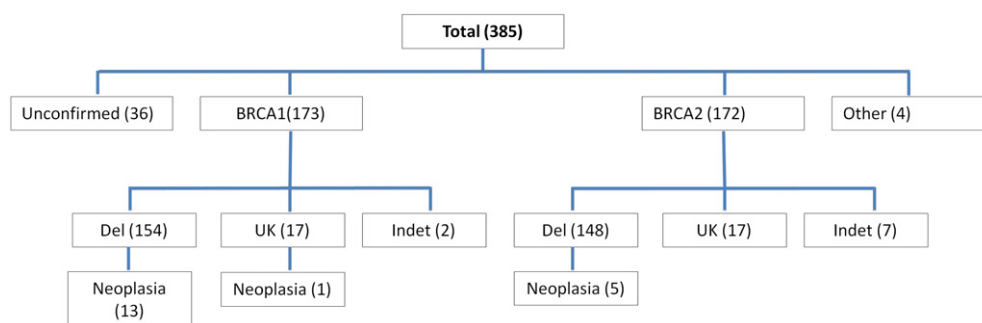 Total (385)
Unconfirmed (36)
BRCA1(173)
BRCA2 (172)
Other (4)
Del (154)
UK (17)
Indet (2)
Del (148)
UK (17)
Indet (7)
Neoplasia
(13)
Neoplasia (1)
Neoplasia (5)